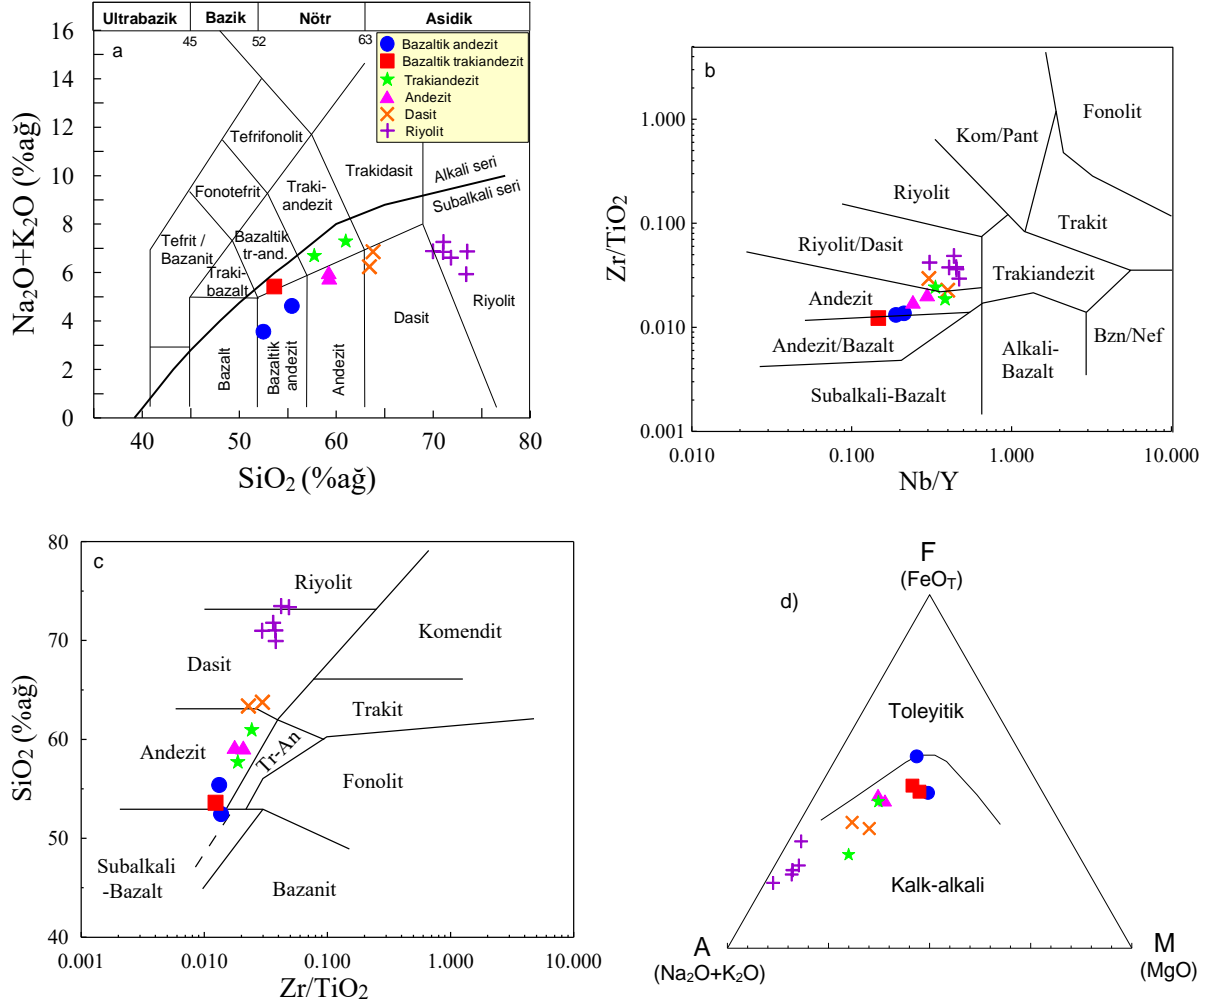 Ultrabazik Bazik Nötr Asidik
45 52 63
a
Bazaltik andezit
Bazaltik trakiandezit
Trakiandezit
Andezit
Dasit
Riyolit
16
14
12
10
8
6
4
2
0
Na2O+K2O (%ağ)
Tefrifonolit
Fonotefrit
Traki-
andezit
Trakidasit
Alkali seri
Subalkali seri
Tefrit /
Bazanit
Bazaltik
tr-and.
Traki-
bazalt
Bazalt
Bazaltik
andezit
Andezit
Dasit
Riyolit
40 50 60 70 80
SiO2 (%ağ)
b
1.000
0.100
0.010
0.001
Zr/TiO2
Fonolit
Kom/Pant
Riyolit
Trakit
Riyolit/Dasit
Trakiandezit
Andezit
Andezit/Bazalt
Alkali-
Bazalt
Bzn/Nef
Subalkali-Bazalt
0.010 0.100 1.000 10.000
Nb/Y
c
80
70
60
50
40
SiO2 (%ağ)
Riyolit
Komendit
Dasit
Trakit
Andezit
Tr-An
Fonolit
Subalkali
-Bazalt
Bazanit
0.001 0.010 0.100 1.000 10.000
Zr/TiO2
d)
F
(FeOT)
Toleyitik
Kalk-alkali
A
(Na2O+K2O)
M
(MgO)